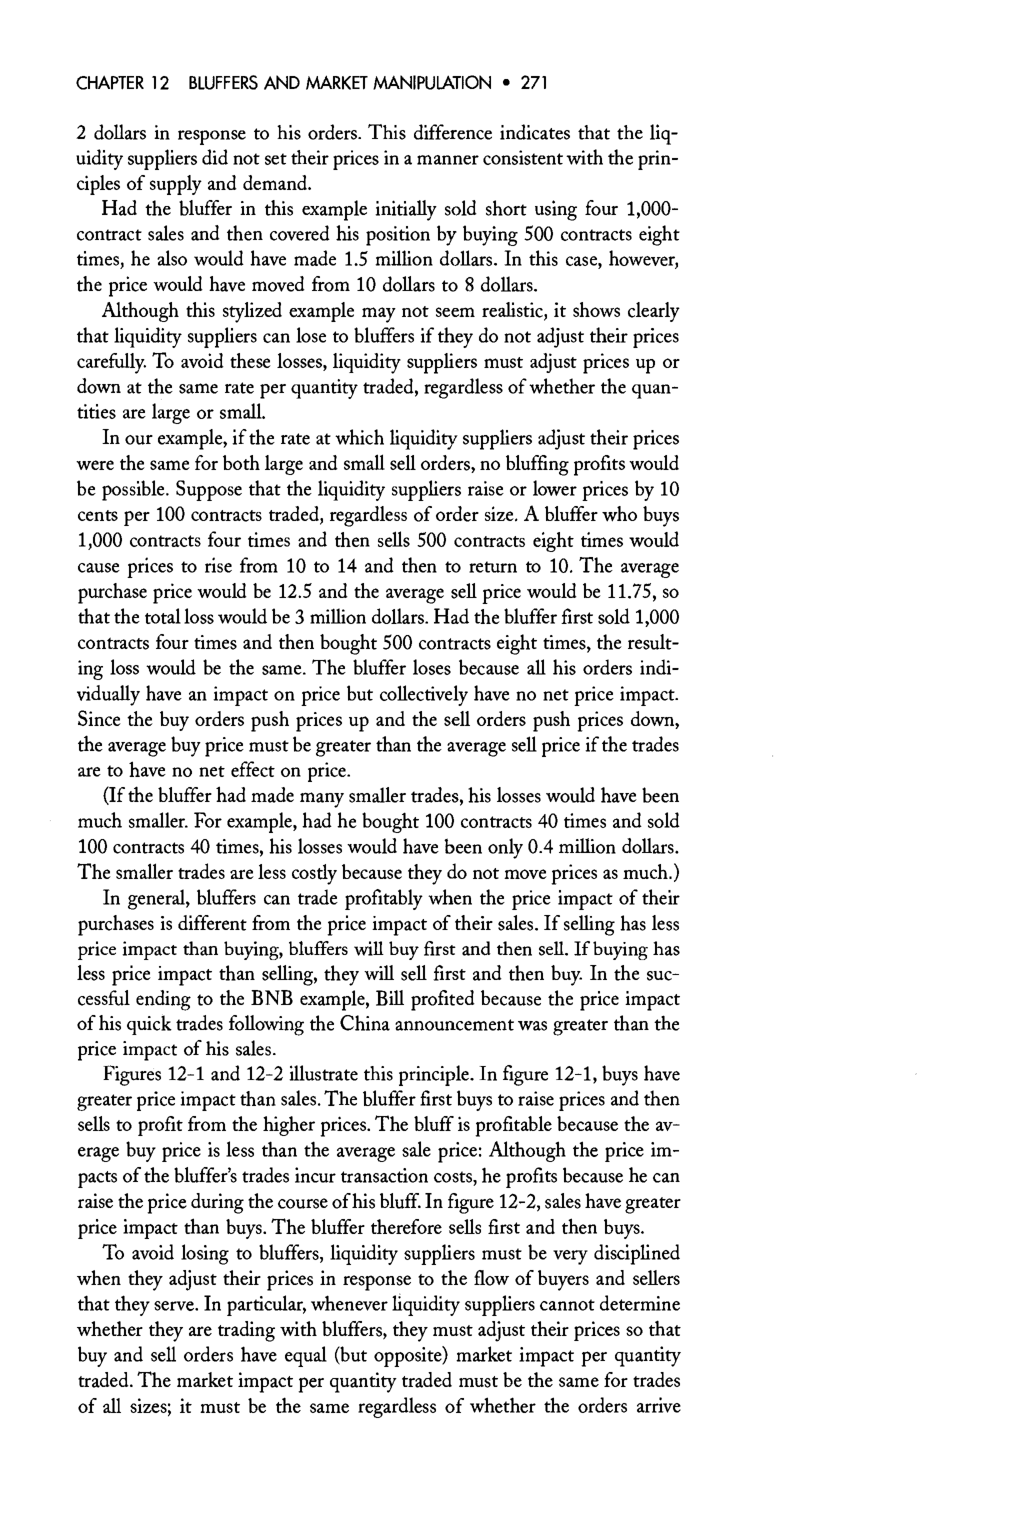 CHAPTER 12 BLUFFERS AND MARKET MANIPULATION • 271
2 dollars in response to his orders. This difference indicates that the liq-
uidity suppliers did not set their prices in a manner consistent with the prin-
ciples of supply and demand.
Had the bluffer in this example initially sold short using four 1,000-
contract sales and then covered his position by buying 500 contracts eight
times, he also would have made 1.5 million dollars. In this case, however,
the price would have moved from 10 dollars to 8 dollars.
Although this stylized example may not seem realistic, it shows clearly
that liquidity suppliers can lose to bluffers if they do not adjust their prices
carefully. To avoid these losses, liquidity suppliers must adjust prices up or
down at the same rate per quantity traded, regardless of whether the quan-
tities are large or small.
In our example, if the rate at which liquidity suppliers adjust their prices
were the same for both large and small sell orders, no bluffing profits would
be possible. Suppose that the liquidity suppliers raise or lower prices by 10
cents per 100 contracts traded, regardless of order size. A bluffer who buys
1,000 contracts four times and then sells 500 contracts eight times would
cause prices to rise from 10 to 14 and then to return to 10. The average
purchase price would be 12.5 and the average sell price would be 11.75, so
that the total loss would be 3 million dollars. Had the bluffer first sold 1,000
contracts four times and then bought 500 contracts eight times, the result-
ing loss would be the same. The bluffer loses because all his orders indi-
vidually have an impact on price but collectively have no net price impact.
Since the buy orders push prices up and the sell orders push prices down,
the average buy price must be greater than the average sell price if the trades
are to have no net effect on price.
(If the bluffer had made many smaller trades, his losses would have been
much smaller. For example, had he bought 100 contracts 40 times and sold
100 contracts 40 times, his losses would have been only 0.4 million dollars.
The smaller trades are less costly because they do not move prices as much.)
In general, bluffers can trade profitably when the price impact of their
purchases is different from the price impact of their sales. If selling has less
price impact than buying, bluffers will buy first and then sell. If buying has
less price impact than selling, they will sell first and then buy. In the suc-
cessful ending to the BNB example, Bill profited because the price impact
of his quick trades following the China announcement was greater than the
price impact of his sales.
Figures 12-1 and 12-2 illustrate this principle. In figure 12-1, buys have
greater price impact than sales. The bluffer first buys to raise prices and then
sells to profit from the higher prices. The bluff is profitable because the av-
erage buy price is less than the average sale price: Although the price im-
pacts of the bluffer's trades incur transaction costs, he profits because he can
raise the price during the course of his bluff. In figure 12-2, sales have greater
price impact than buys. The bluffer therefore sells first and then buys.
To avoid losing to bluffers, liquidity suppliers must be very disciplined
when they adjust their prices in response to the flow of buyers and sellers
that they serve. In particular, whenever liquidity suppliers cannot determine
whether they are trading with bluffers, they must adjust their prices so that
buy and sell orders have equal (but opposite) market impact per quantity
traded. The market impact per quantity traded must be the same for trades
of all sizes; it must be the same regardless of whether the orders arrive